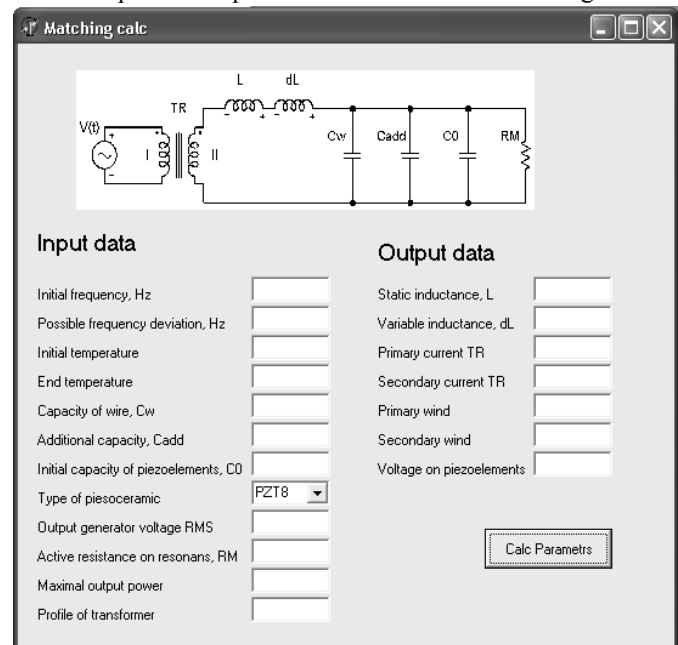 Matching calc
L dL
TR
V(t)
I II
Cw Cadd C0 RM
Input data
Initial frequency, Hz
Possible frequency deviation, Hz
Initial temperature
End temperature
Capacity of wire, Cw
Additional capacity, Cadd
Initial capacity of piezoelements, C0
Type of piesoceramic PZT8
Output generator voltage RMS
Active resistance on resonans, RM
Maximal output power
Profile of transformer
Output data
Static inductance, L
Variable inductance, dL
Primary current TR
Secondary current TR
Primary wind
Secondary wind
Voltage on piezoelements
Calc Parametrs